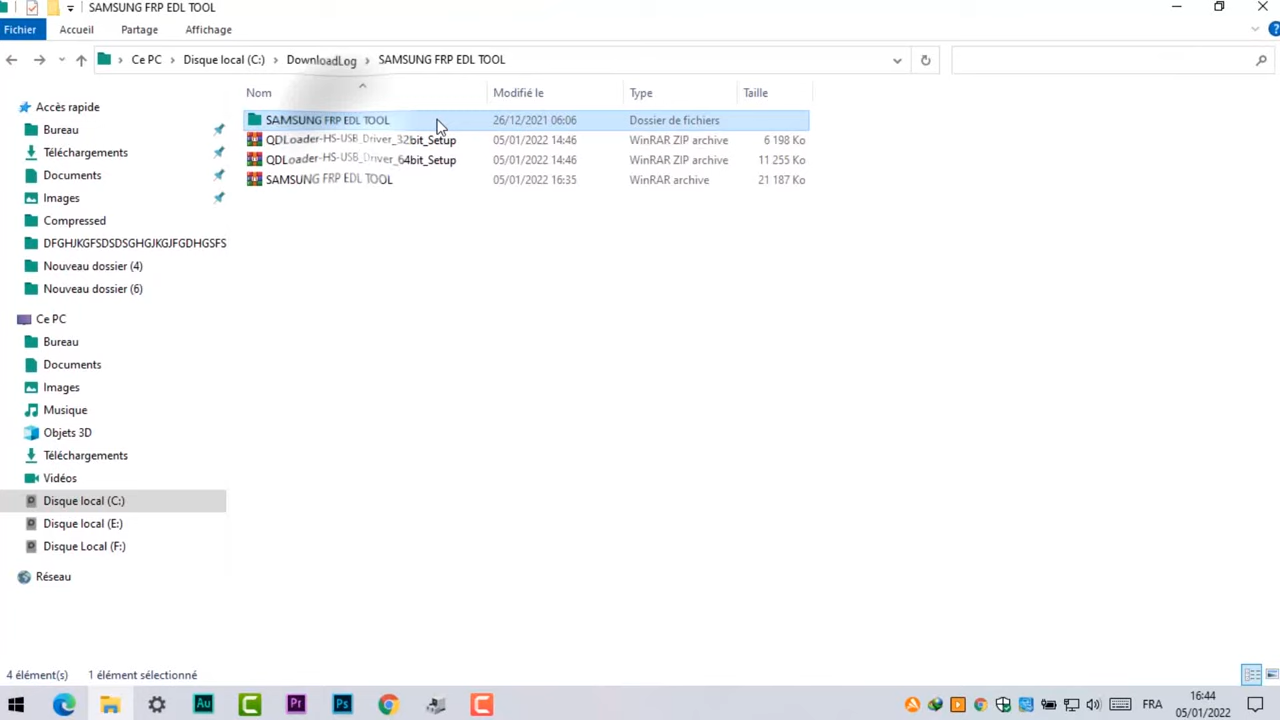 SAMSUNG FRP EDL TOOL
Fichier Accueil Partage Affichage
Ce PC > Disque local (C:) > DownloadLog > SAMSUNG FRP EDL TOOL
Nom Modifié le Type Taille
SAMSUNG FRP EDL TOOL 26/12/2021 06:06 Dossier de fichiers
QDLoader-HS-USB_Driver_32bit_Setup 05/01/2022 14:46 WinRAR ZIP archive 6 198 Ko
QDLoader-HS-USB_Driver_64bit_Setup 05/01/2022 14:46 WinRAR ZIP archive 11 255 Ko
SAMSUNG FRP EDL TOOL 05/01/2022 16:35 WinRAR archive 21 187 Ko
Accès rapide
Bureau
Téléchargements
Documents
Images
Compressed
DFGHJKGFSDSDSGHGJKGJFGDHGSFS
Nouveau dossier (4)
Nouveau dossier (6)
Ce PC
Bureau
Documents
Images
Musique
Objets 3D
Téléchargements
Vidéos
Disque local (C:)
Disque local (E:)
Disque Local (F:)
Réseau
4 élément(s) 1 élément sélectionné
Au Pr Ps FRA 16:44
05/01/2022